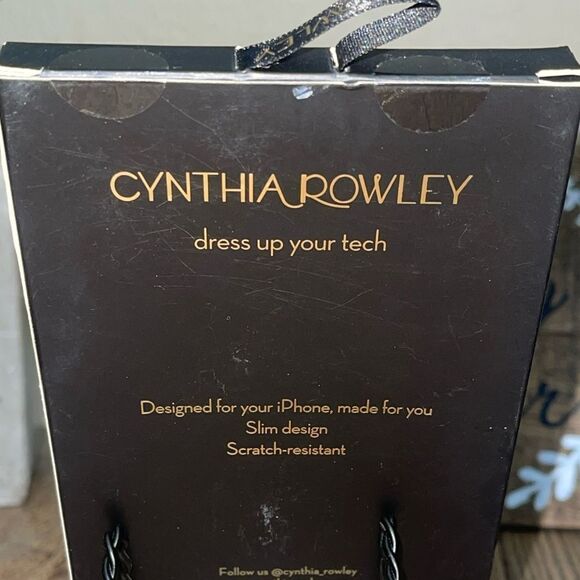 WLEY
CYNTHIA ROWLEY
dress up your tech
Designed for your iPhone, made for you
Slim design
Scratch-resistant
Follow us @cynthia_rowley